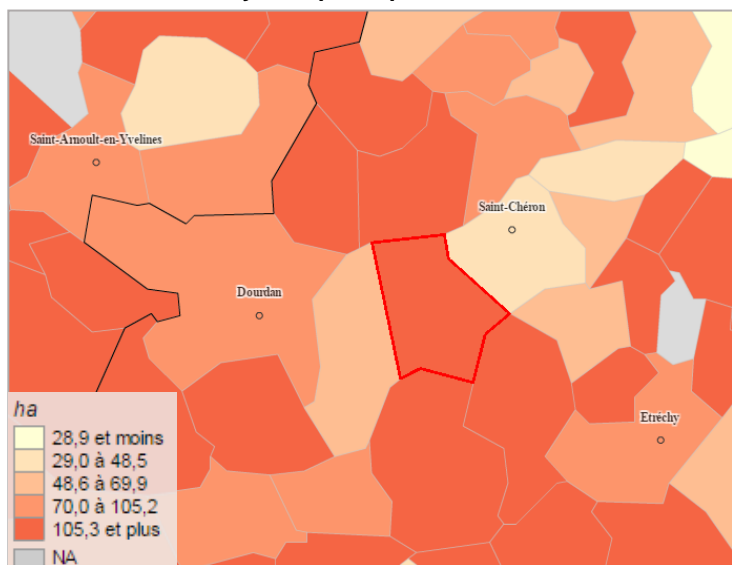 Saint-Arnoult-en-Yvelines
Saint-Chéron
Dourdan
Etréchy
ha
28,9 et moins
29,0 à 48,5
48,6 à 69,9
70,0 à 105,2
105,3 et plus
NA